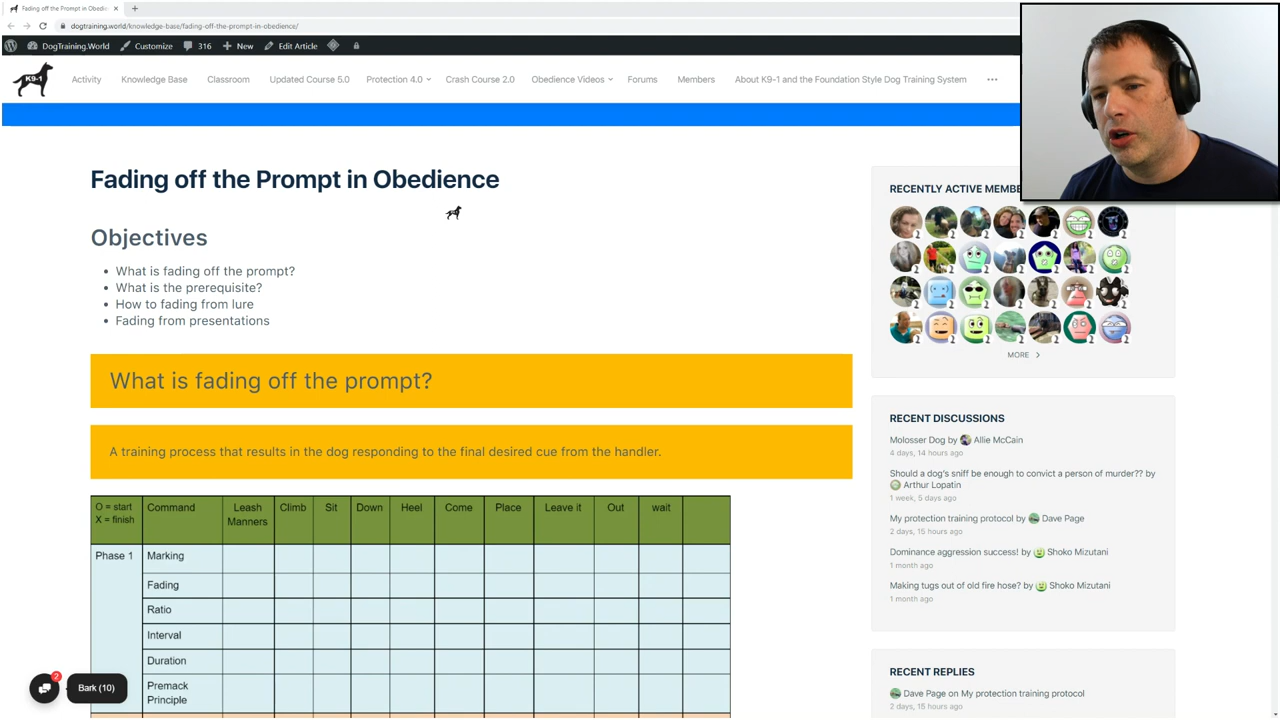 Fading off the Prompt in Obedie
dogtraining.world/knowledge-base/fading-off-the-prompt-in-obedience/
DogTraining.World Customize 316 New Edit Article
K9-1 Activity Knowledge Base Classroom Updated Course 5.0 Protection 4.0 Crash Course 2.0 Obedience Videos Forums Members About K9-1 and the Foundation Style Dog Training System
Fading off the Prompt in Obedience
Objectives
• What is fading off the prompt?
• What is the prerequisite?
• How to fading from lure
• Fading from presentations
What is fading off the prompt?
A training process that results in the dog responding to the final desired cue from the handler.
O = start
X = finish
Command Leash Manners Climb Sit Down Heel Come Place Leave it Out wait
Phase 1 Marking
Fading
Ratio
Interval
Duration
Premack
Principle
7
Bark (10)
RECENTLY ACTIVE MEMBE
MORE
RECENT DISCUSSIONS
Molosser Dog by Allie McCain
4 days, 14 hours ago
Should a dog's sniff be enough to convict a person of murder?? by
Arthur Lopatin
1 week, 5 days ago
My protection training protocol by Dave Page
2 days, 15 hours ago
Dominance aggression success! by Shoko Mizutani
1 month ago
Making tugs out of old fire hose? by Shoko Mizutani
1 month ago
RECENT REPLIES
Dave Page on My protection training protocol
2 days, 15 hours ago